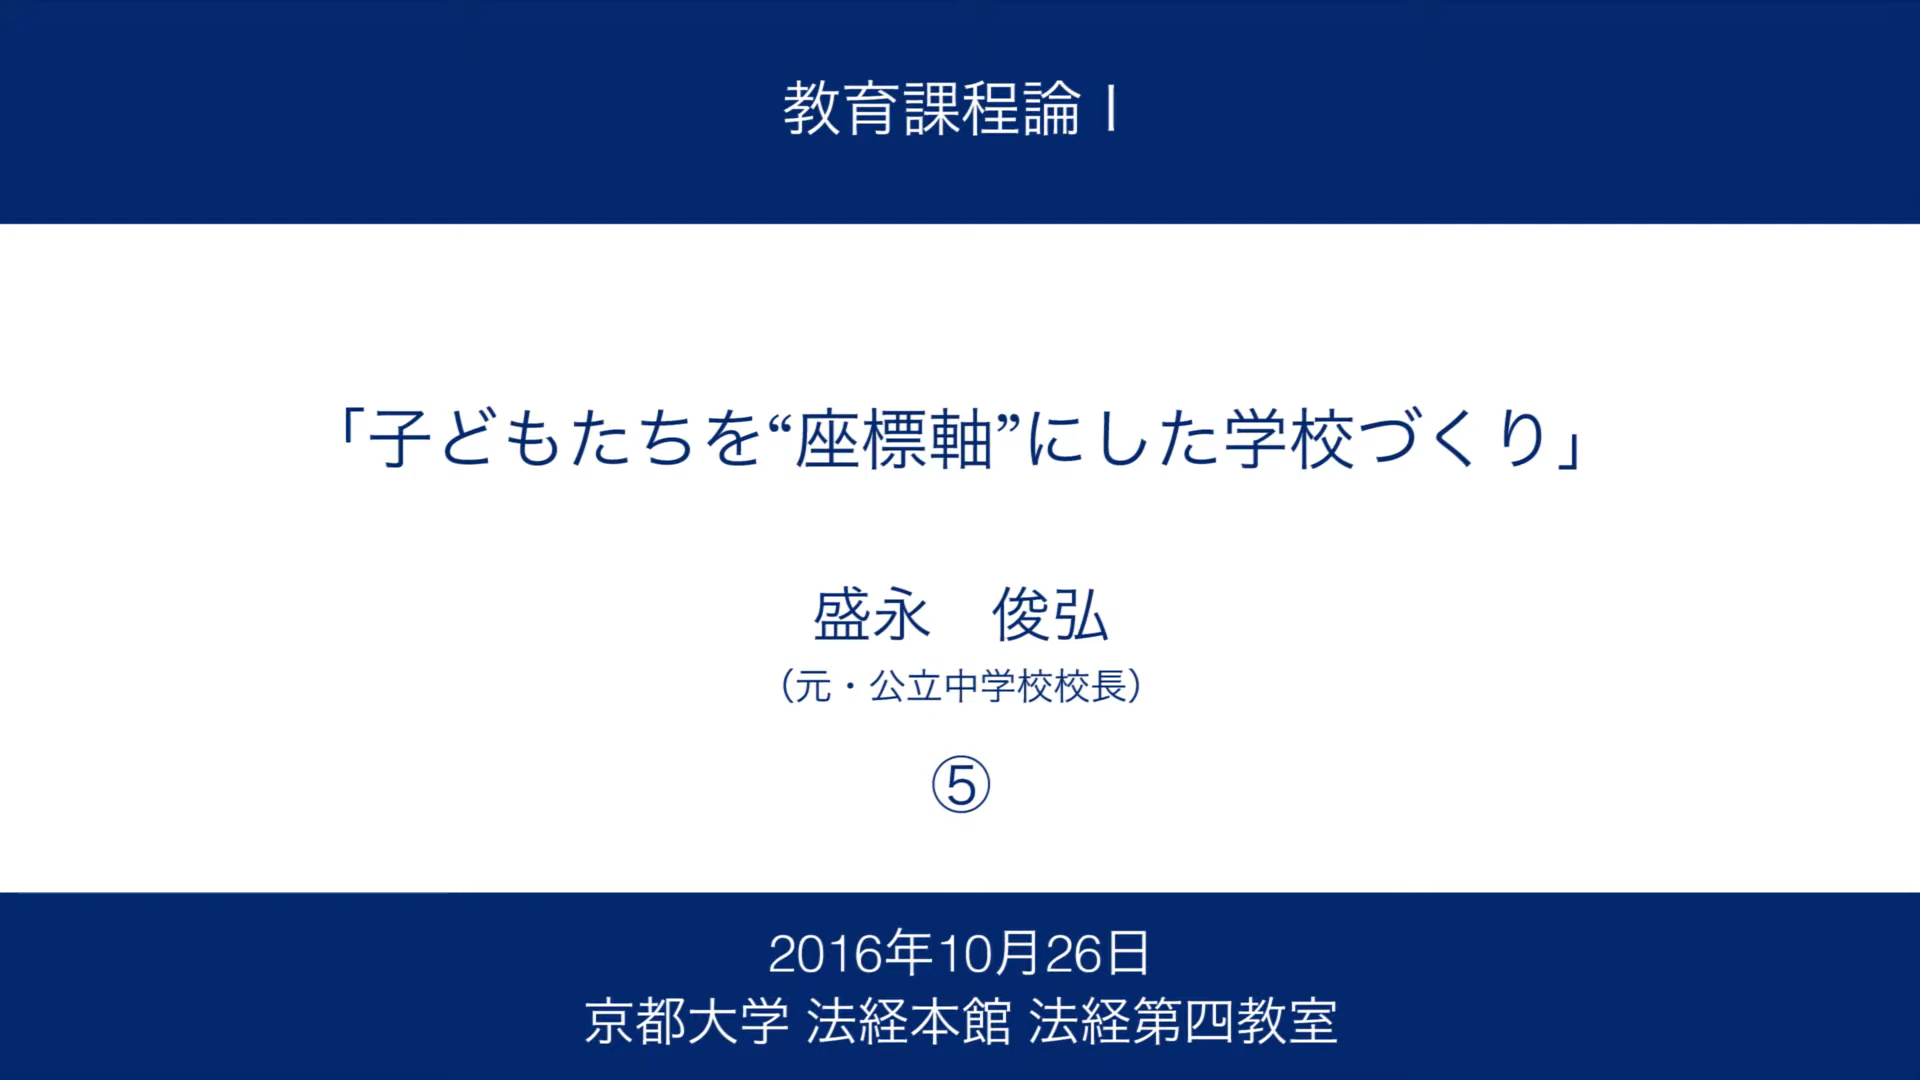 教育課程論Ⅰ
「子どもたちを“座標軸”にした学校づくり」
盛永　俊弘
（元・公立中学校校長）
⑤
2016年10月26日
京都大学 法経本館 法経第四教室